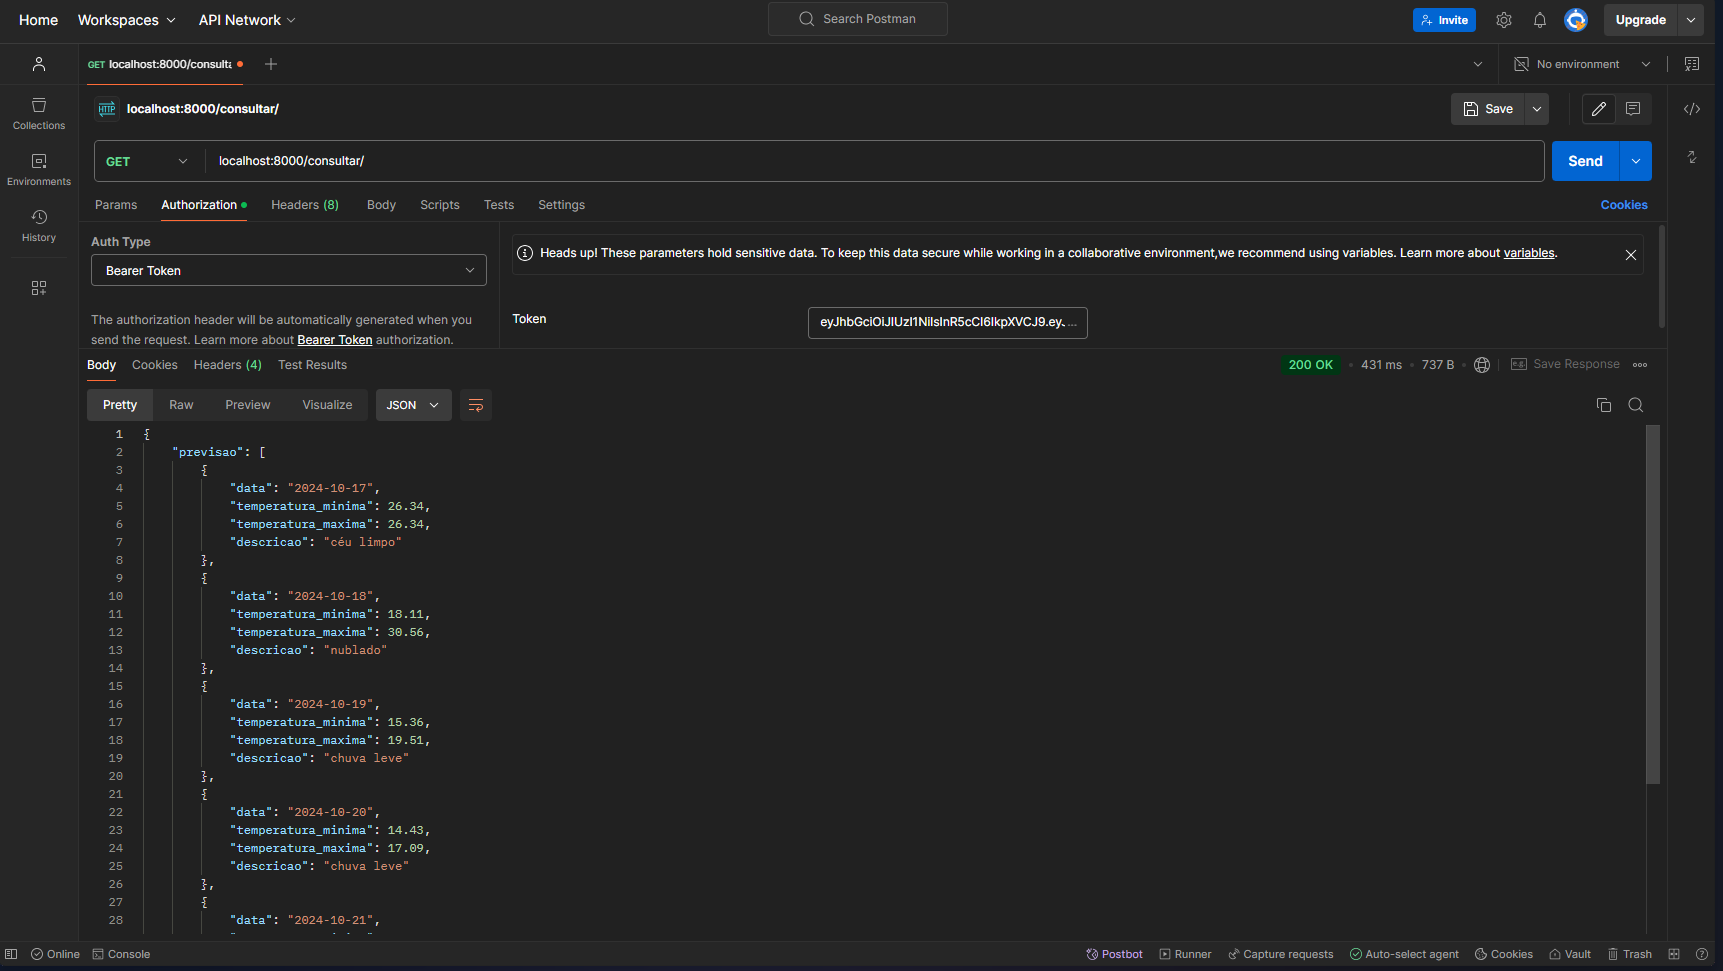 Home Workspaces API Network Search Postman Invite Upgrade
GET localhost:8000/consulta No environment
HTTP localhost:8000/consultar/ Save
GET localhost:8000/consultar/ Send
Collections
Environments
History
Params Authorization Headers (8) Body Scripts Tests Settings Cookies
Auth Type
Bearer Token
The authorization header will be automatically generated when you
send the request. Learn more about Bearer Token authorization.
Heads up! These parameters hold sensitive data. To keep this data secure while working in a collaborative environment,we recommend using variables. Learn more about variables.
Token eyJhbGciOiJIUzI1NiIsInR5cCI6IkpXVCJ9.ey...
Body Cookies Headers (4) Test Results 200 OK 431 ms 737 B Save Response
Pretty Raw Preview Visualize JSON
1 {
2 "previsao": [
3 {
4 "data": "2024-10-17",
5 "temperatura_minima": 26.34,
6 "temperatura_maxima": 26.34,
7 "descricao": "céu limpo"
8 },
9 {
10 "data": "2024-10-18",
11 "temperatura_minima": 18.11,
12 "temperatura_maxima": 30.56,
13 "descricao": "nublado"
14 },
15 {
16 "data": "2024-10-19",
17 "temperatura_minima": 15.36,
18 "temperatura_maxima": 19.51,
19 "descricao": "chuva leve"
20 },
21 {
22 "data": "2024-10-20",
23 "temperatura_minima": 14.43,
24 "temperatura_maxima": 17.09,
25 "descricao": "chuva leve"
26 },
27 {
28 "data": "2024-10-21",
Online Console Postbot Runner Capture requests Auto-select agent Cookies Vault Trash